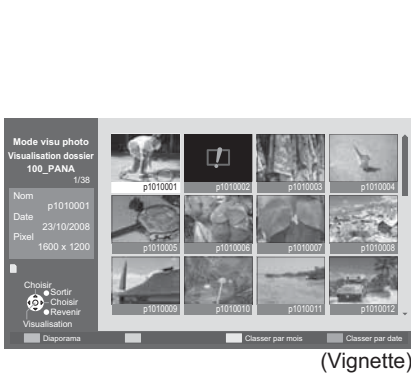 Mode visu photo
Visualisation dossier
100_PANA
1/38
Nom
p1010001
Date
23/10/2008
Pixel
1600 x 1200
Choisir
Sortir
Choisir
Revenir
Visualisation
p1010001 p1010002 p1010003 p1010004
p1010005 p1010006 p1010007 p1010008
p1010009 p1010010 p1010011 p1010012
Diaporama Classer par mois Classer par date
(Vignette)